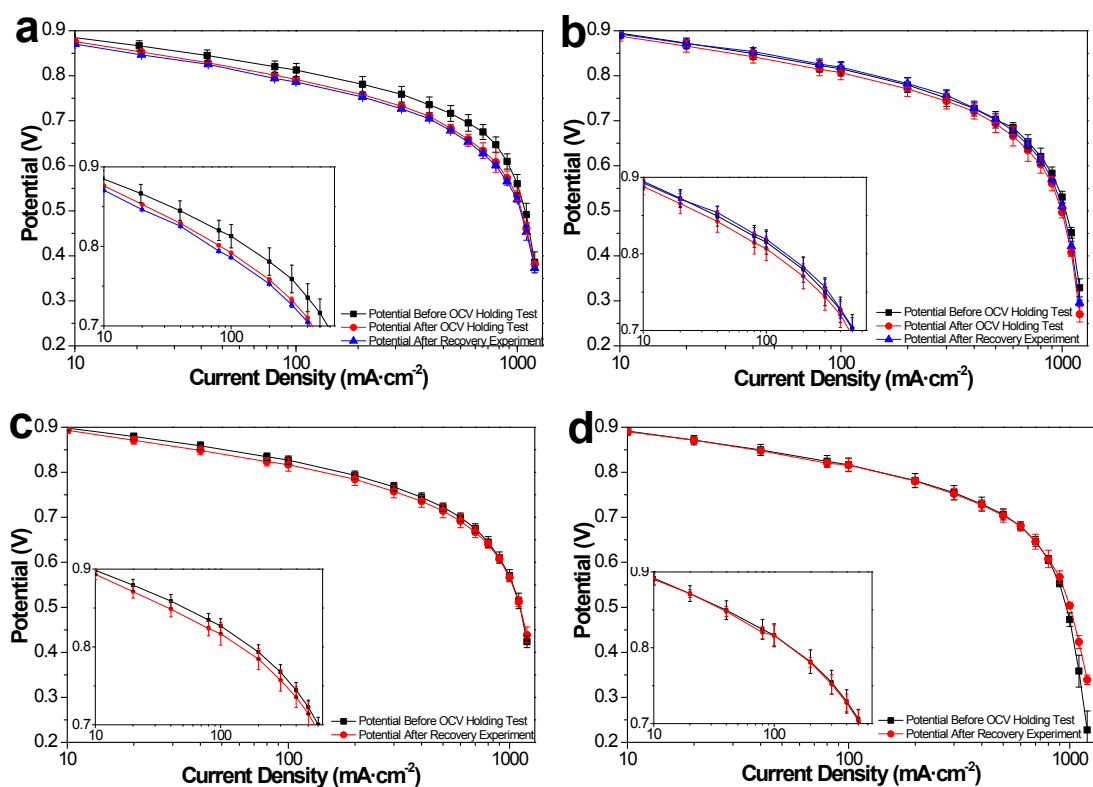 a
0.9
0.8
0.7
0.6
0.5
0.4
0.3
0.2
Potential (V)
0.9
0.8
0.7
10
100
Potential Before OCV Holding Test
Potential After OCV Holding Test
Potential After Recovery Experiment
10
100
1000
Current Density (mA·cm⁻²)
b
0.9
0.8
0.7
0.6
0.5
0.4
0.3
0.2
Potential (V)
0.9
0.8
0.7
10
100
Potential Before OCV Holding Test
Potential After OCV Holding Test
Potential After Recovery Experiment
10
100
1000
Current Density (mA·cm⁻²)
c
0.9
0.8
0.7
0.6
0.5
0.4
0.3
0.2
Potential (V)
0.9
0.8
0.7
10
100
Potential Before OCV Holding Test
Potential After Recovery Experiment
10
100
1000
Current Density (mA·cm⁻²)
d
0.9
0.8
0.7
0.6
0.5
0.4
0.3
0.2
Potential (V)
0.9
0.8
0.7
10
100
Potential Before OCV Holding Test
Potential After Recovery Experiment
10
100
1000
Current Density (mA·cm⁻²)